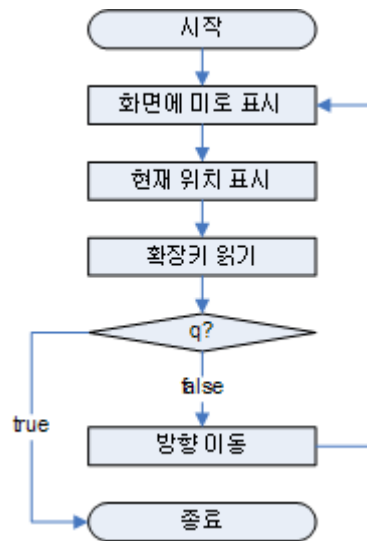 시작
화면에 미로 표시
현재 위치 표시
확장키 읽기
q?
false
true
방향 이동
종료